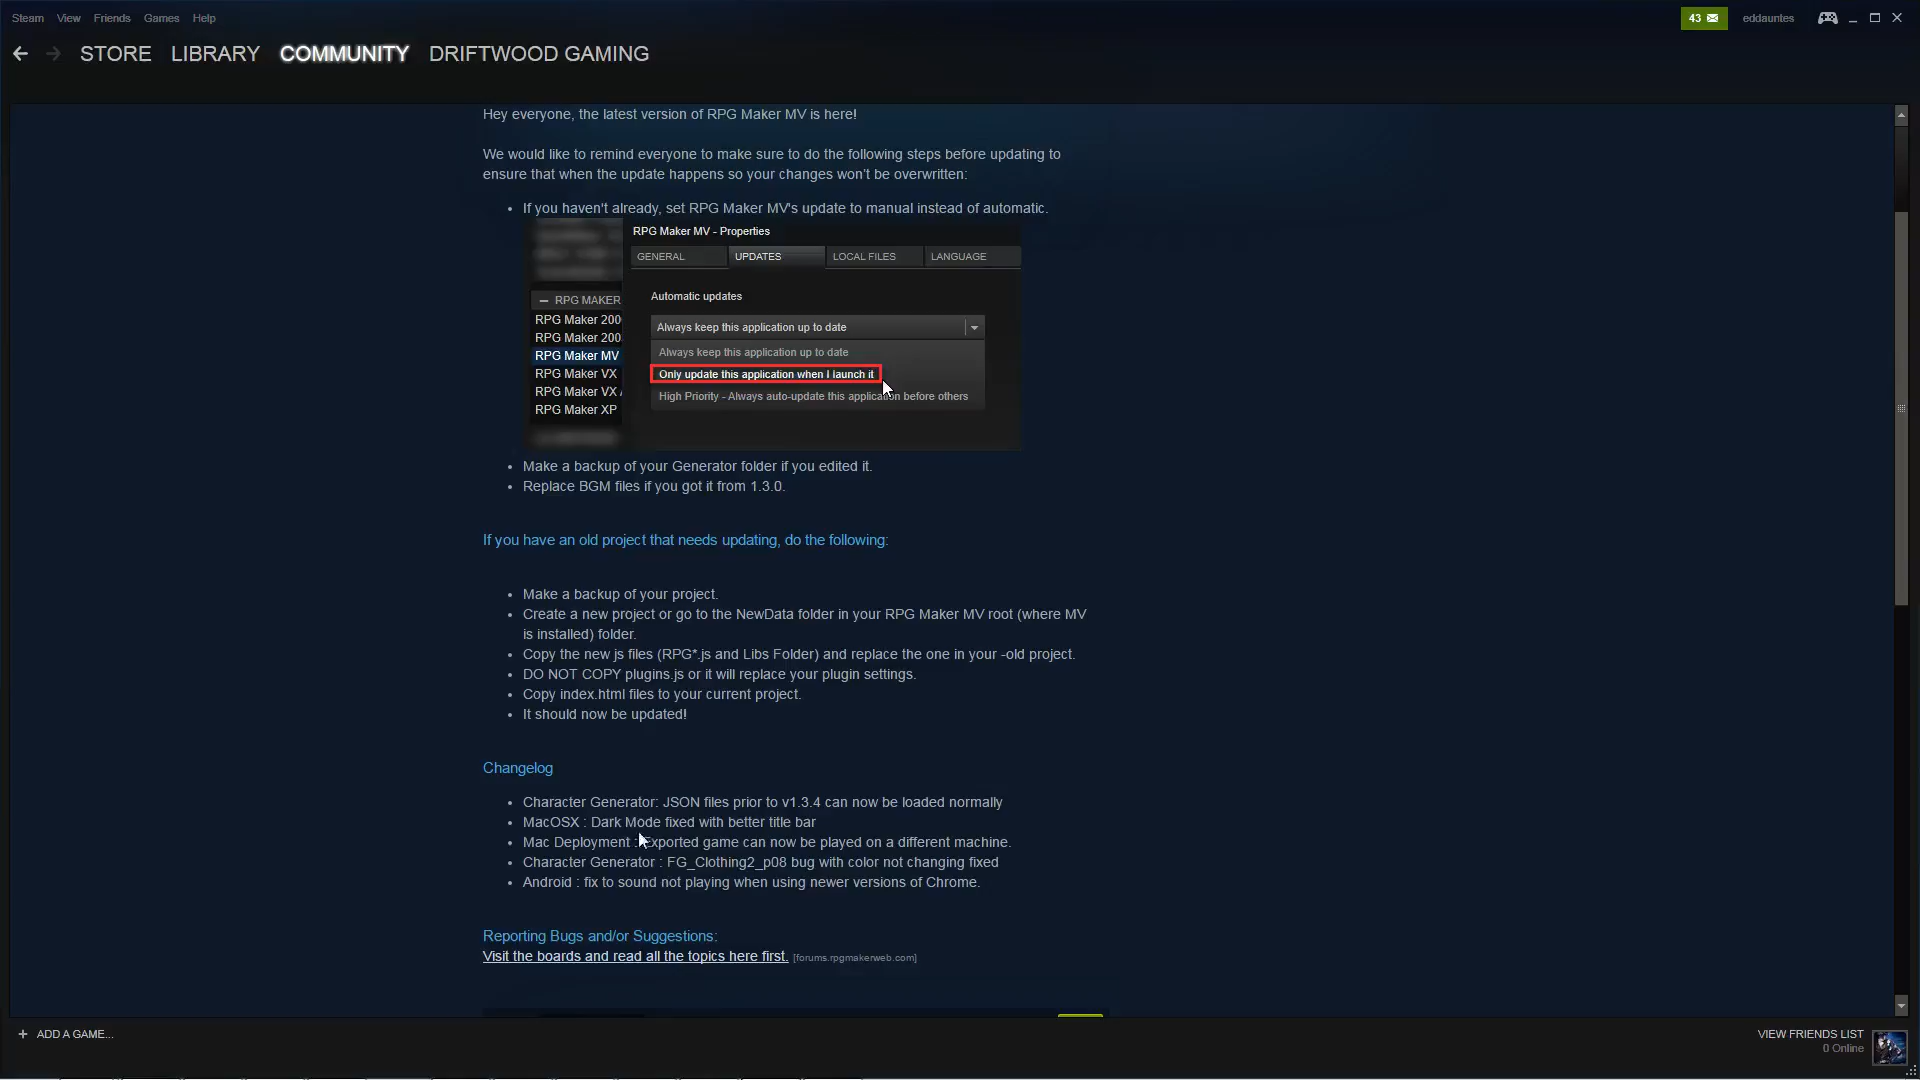 Steam View Friends Games Help
43 eddauntes
STORE LIBRARY COMMUNITY DRIFTWOOD GAMING
Hey everyone, the latest version of RPG Maker MV is here!
We would like to remind everyone to make sure to do the following steps before updating to
ensure that when the update happens so your changes won't be overwritten:
• If you haven't already, set RPG Maker MV's update to manual instead of automatic.
RPG Maker MV - Properties
GENERAL UPDATES LOCAL FILES LANGUAGE
Automatic updates
– RPG MAKER
RPG Maker 200
RPG Maker 200
RPG Maker MV
RPG Maker VX
RPG Maker VX
RPG Maker XP
Always keep this application up to date
Always keep this application up to date
Only update this application when I launch it
High Priority - Always auto-update this application before others
• Make a backup of your Generator folder if you edited it.
• Replace BGM files if you got it from 1.3.0.
If you have an old project that needs updating, do the following:
• Make a backup of your project.
• Create a new project or go to the NewData folder in your RPG Maker MV root (where MV
is installed) folder.
• Copy the new js files (RPG*.js and Libs Folder) and replace the one in your -old project.
• DO NOT COPY plugins.js or it will replace your plugin settings.
• Copy index.html files to your current project.
• It should now be updated!
Changelog
• Character Generator: JSON files prior to v1.3.4 can now be loaded normally
• MacOSX : Dark Mode fixed with better title bar
• Mac Deployment : Exported game can now be played on a different machine.
• Character Generator : FG_Clothing2_p08 bug with color not changing fixed
• Android : fix to sound not playing when using newer versions of Chrome.
Reporting Bugs and/or Suggestions:
Visit the boards and read all the topics here first. [forums.rpgmakerweb.com]
+ ADD A GAME...
VIEW FRIENDS LIST
0 Online